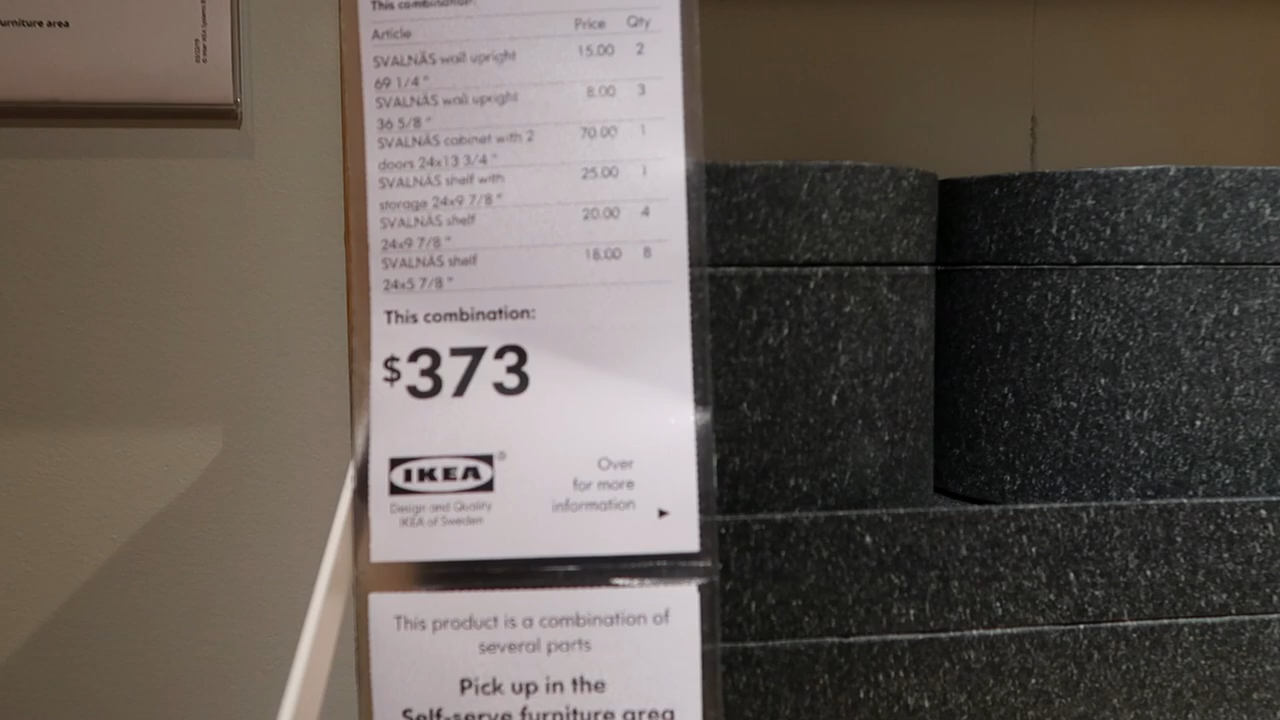 urniture area
This combination:
Article Price Qty
SVALNÄS wall upright 15.00 2
69 1/4 "
SVALNÄS wall upright 8.00 3
36 5/8 "
SVALNÄS cabinet with 2 70.00 1
doors 24x13 3/4 "
SVALNÄS shelf with 25.00 1
storage 24x9 7/8 "
SVALNÄS shelf 20.00 4
24x9 7/8 "
SVALNÄS shelf 18.00 8
24x5 7/8 "
This combination:
$373
IKEA ®
Design and Quality
IKEA of Sweden
Over
for more
information
This product is a combination of
several parts
Pick up in the
Self-serve furniture area